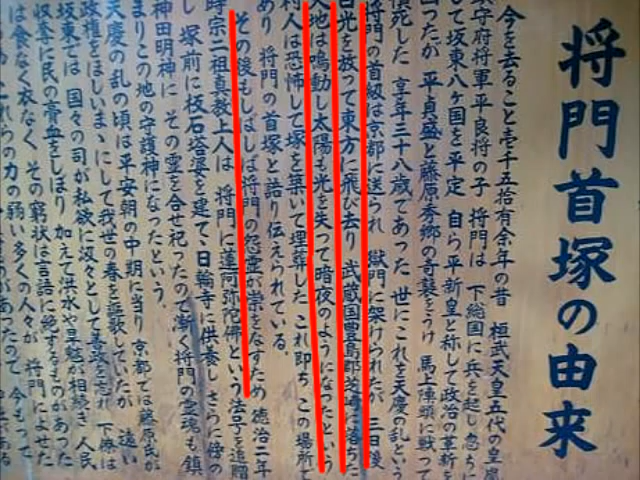 将門首塚の由来
今を去ること壱千五拾有余年の昔 桓武天皇五代の皇胤
守府将軍平良将の子 将門は 下総国に兵を起し忽ちに
して坂東八ケ国を平定 自ら平新皇と称して政治の革新を
図ったが 平貞盛と藤原秀郷の奇襲をうけ 馬上陣頭に戦って
憤死した 享年三十八歳であった 世にこれを天慶の乱という
将門の首級は京都に送られ 獄門に架けられたが 三日後
白光を放って東方に飛び去り 武蔵国豊島郡芝崎に落ちた
大地は鳴動し太陽も光を失って暗夜のようになったという
村人は恐怖して塚を築いて埋葬した これ即ち この場所で
あり 将門の首塚と語り伝えられている。
その後もしばしば将門の怨霊が祟をなすため 徳治二年
時宗二祖真教上人は 将門に蓮阿弥陀佛という法号を追贈
し 塚前に板石塔婆を建て、日輪寺に供養し さらに傍の
神田明神に その霊を合せ祀ったので漸く将門の霊魂も鎮
まりこの地の守護神になったという。
天慶の乱の頃は平安朝の中期に当り 京都では藤原氏が
政権をほしいまゝにして我世の春を謳歌していたが 遠い
坂東では 国々の司が私欲に汲々として善政を忘れ 下僚は
収奪に民の膏血をしぼり 加えて洪水や旱魃が相続き 人民
は食なく衣なく その窮状は言語に絶するものがあった
これらの力の弱い多くの人々が 将門によせた